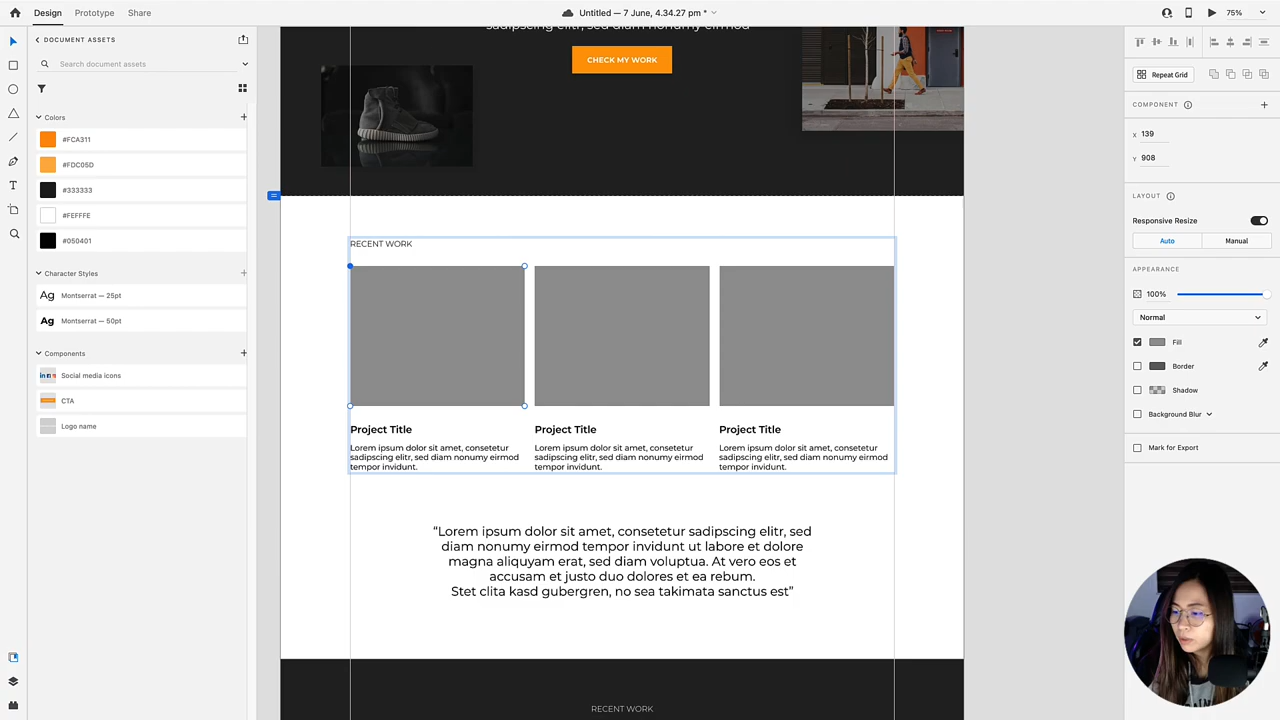 Design
Prototype
Share
Untitled — 7 June, 4.34.27 pm *
75%
DOCUMENT ASSETS
Search document assets
Colors
#FCA311
#FDC05D
#333333
#FEFFFE
#050401
Character Styles
Ag Montserrat — 25pt
Ag Montserrat — 50pt
Components
Social media icons
CTA
Logo name
sadipscing elitr, sed diam nonumy eirmod
CHECK MY WORK
RECENT WORK
Project Title
Lorem ipsum dolor sit amet, consetetur
sadipscing elitr, sed diam nonumy eirmod
tempor invidunt.
Project Title
Lorem ipsum dolor sit amet, consetetur
sadipscing elitr, sed diam nonumy eirmod
tempor invidunt.
Project Title
Lorem ipsum dolor sit amet, consetetur
sadipscing elitr, sed diam nonumy eirmod
tempor invidunt.
“Lorem ipsum dolor sit amet, consetetur sadipscing elitr, sed
diam nonumy eirmod tempor invidunt ut labore et dolore
magna aliquyam erat, sed diam voluptua. At vero eos et
accusam et justo duo dolores et ea rebum.
Stet clita kasd gubergren, no sea takimata sanctus est”
RECENT WORK
Repeat Grid
COMPONENT
X 139
Y 908
LAYOUT
Responsive Resize
Auto
Manual
APPEARANCE
100%
Normal
Fill
Border
Shadow
Background Blur
Mark for Export